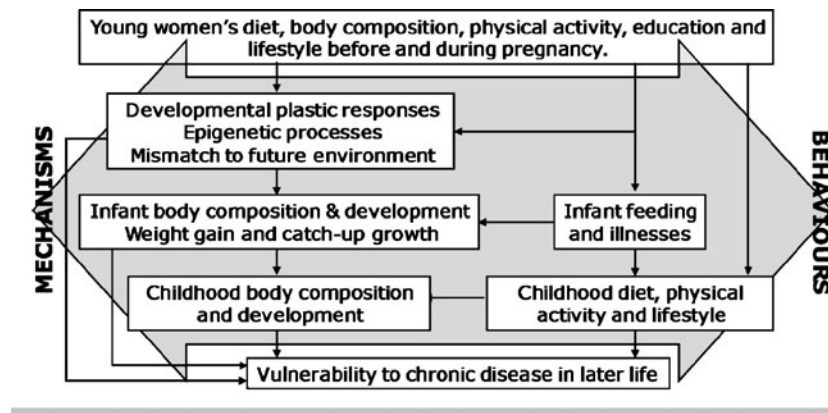 Young women's diet, body composition, physical activity, education and
lifestyle before and during pregnancy.
Developmental plastic responses
Epigenetic processes
Mismatch to future environment
MECHANISMS
BEHAVIOURS
Infant body composition & development
Weight gain and catch-up growth
Infant feeding
and illnesses
Childhood body composition
and development
Childhood diet, physical
activity and lifestyle
Vulnerability to chronic disease in later life